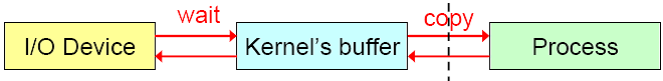 wait
copy
I/O Device
Kernel's buffer
Process